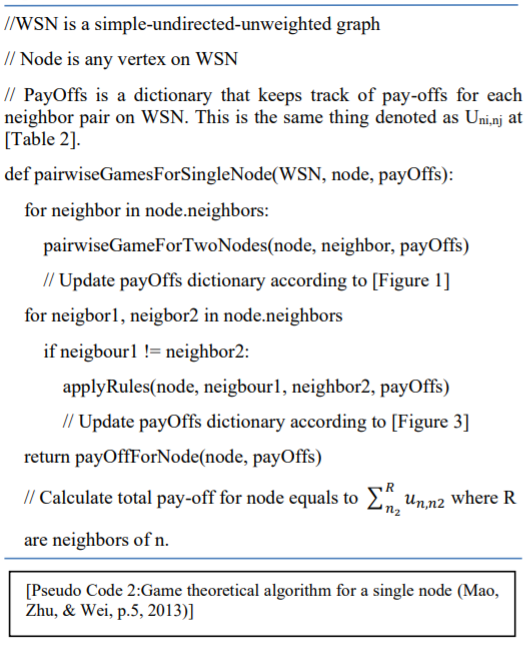 //WSN is a simple-undirected-unweighted graph
// Node is any vertex on WSN
// PayOffs is a dictionary that keeps track of pay-offs for each
neighbor pair on WSN. This is the same thing denoted as Uni,nj at
[Table 2].
def pairwiseGamesForSingleNode(WSN, node, payOffs):
for neighbor in node.neighbors:
pairwiseGameForTwoNodes(node, neighbor, payOffs)
// Update payOffs dictionary according to [Figure 1]
for neigbor1, neigbor2 in node.neighbors
if neigbour1 != neighbor2:
applyRules(node, neigbour1, neighbor2, payOffs)
// Update payOffs dictionary according to [Figure 3]
return payOffForNode(node, payOffs)
// Calculate total pay-off for node equals to ∑_{n_2}^{R} u_{n,n2} where R
are neighbors of n.
[Pseudo Code 2:Game theoretical algorithm for a single node (Mao,
Zhu, & Wei, p.5, 2013)]